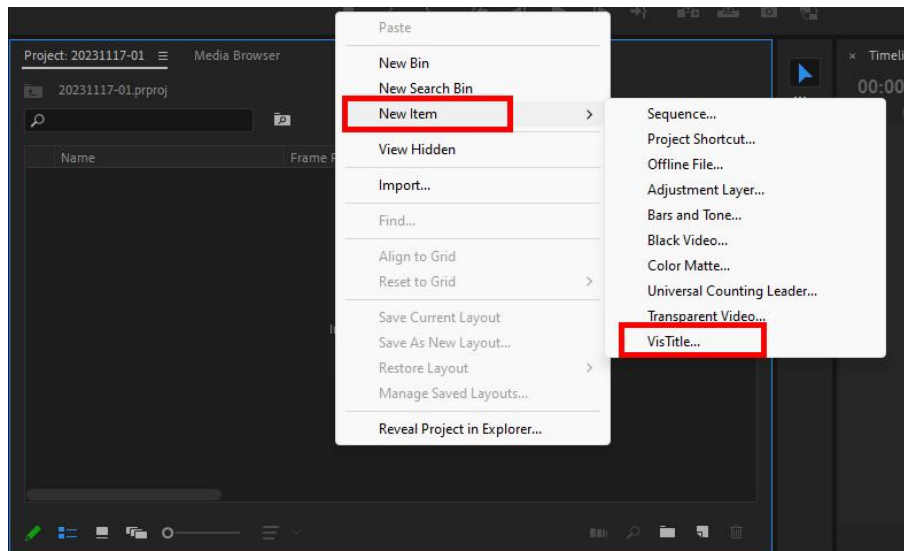 Project: 20231117-01
Media Browser
20231117-01.prproj
Name
Frame
Paste
New Bin
New Search Bin
New Item
View Hidden
Import...
Find...
Align to Grid
Reset to Grid
Save Current Layout
Save As New Layout...
Restore Layout
Manage Saved Layouts...
Reveal Project in Explorer...
Sequence...
Project Shortcut...
Offline File...
Adjustment Layer...
Bars and Tone...
Black Video...
Color Matte...
Universal Counting Leader...
Transparent Video...
VisTitle...
× Timeli
00:00